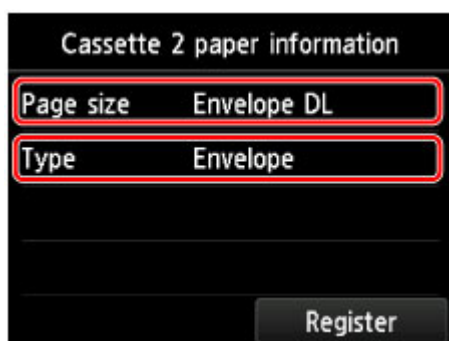 Cassette 2 paper information
Page size Envelope DL
Type Envelope
Register